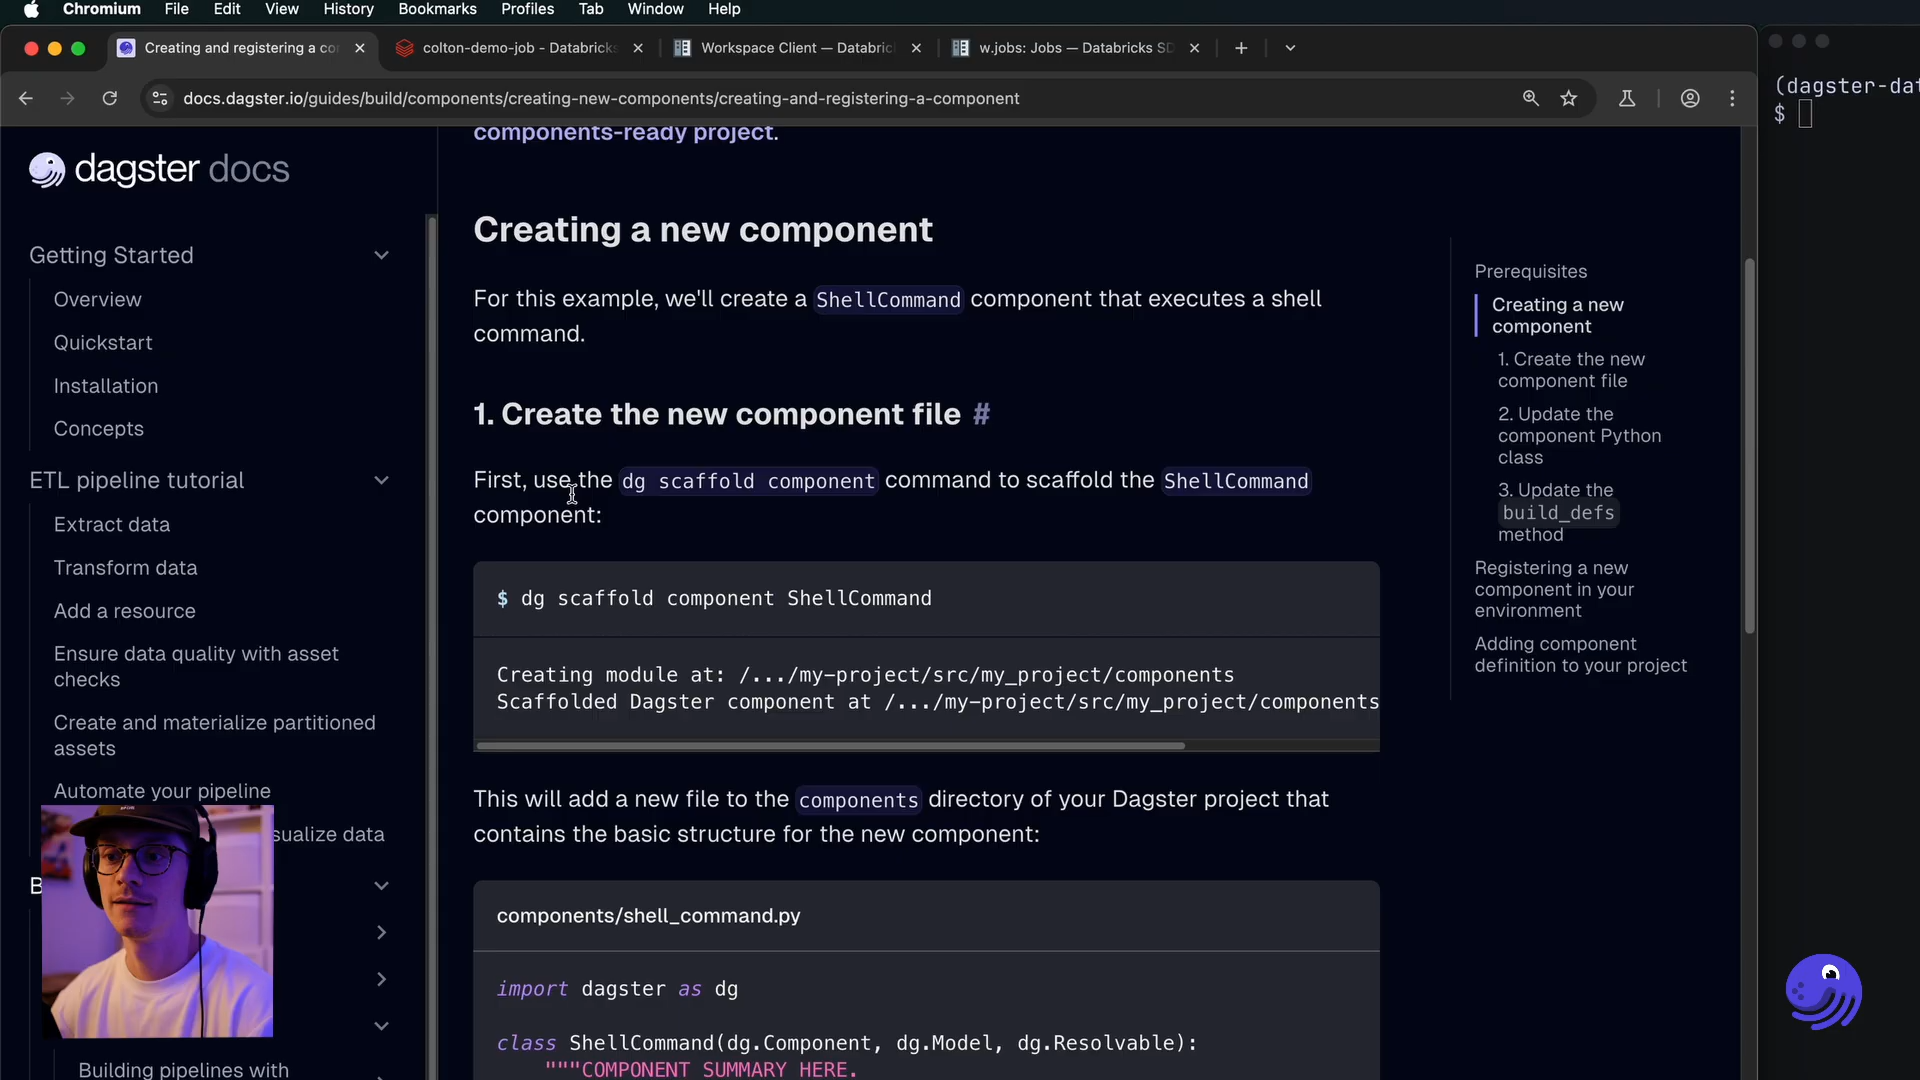 Chromium File Edit View History Bookmarks Profiles Tab Window Help
Creating and registering a co
colton-demo-job - Databricks
Workspace Client — Databric
w.jobs: Jobs — Databricks SD
docs.dagster.io/guides/build/components/creating-new-components/creating-and-registering-a-component
(dagster-dat
$
dagster docs
Getting Started
Overview
Quickstart
Installation
Concepts
ETL pipeline tutorial
Extract data
Transform data
Add a resource
Ensure data quality with asset
checks
Create and materialize partitioned
assets
Automate your pipeline
sualize data
B
Building pipelines with
components-ready project.
Creating a new component
For this example, we'll create a ShellCommand component that executes a shell
command.
1. Create the new component file #
First, use the dg scaffold component command to scaffold the ShellCommand
component:
$ dg scaffold component ShellCommand
Creating module at: /.../my-project/src/my_project/components
Scaffolded Dagster component at /.../my-project/src/my_project/components
This will add a new file to the components directory of your Dagster project that
contains the basic structure for the new component:
components/shell_command.py
import dagster as dg
class ShellCommand(dg.Component, dg.Model, dg.Resolvable):
"""COMPONENT SUMMARY HERE.
Prerequisites
Creating a new
component
1. Create the new
component file
2. Update the
component Python
class
3. Update the
build_defs
method
Registering a new
component in your
environment
Adding component
definition to your project